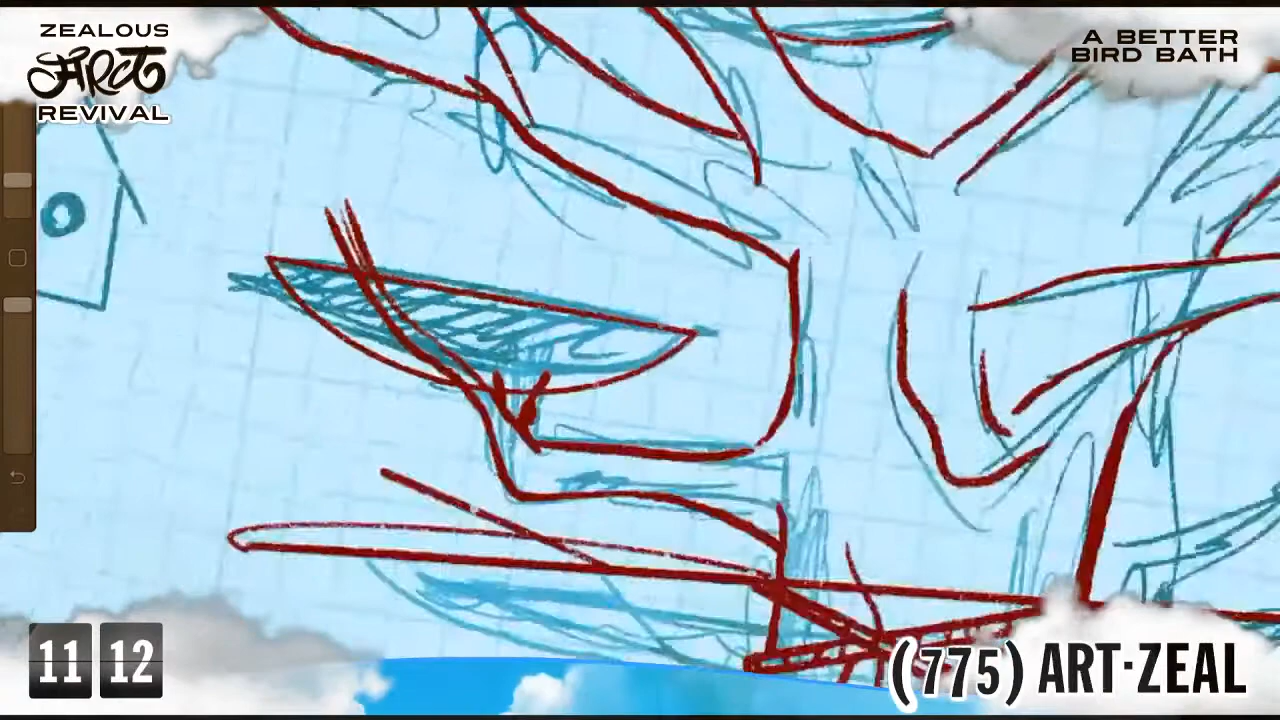 ZEALOUS
ART
REVIVAL
A BETTER
BIRD BATH
11 12
(775) ART·ZEAL